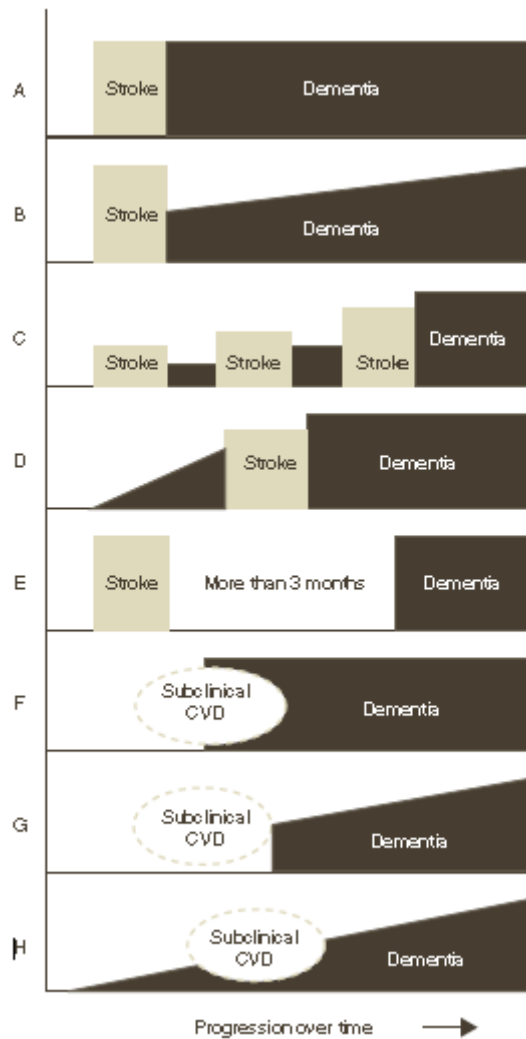 A
Stroke
Dementia
B
Stroke
Dementia
C
Stroke
Stroke
Stroke
Dementia
D
Stroke
Dementia
E
Stroke
More than 3 months
Dementia
F
Subclinical
CVD
Dementia
G
Subclinical
CVD
Dementia
H
Subclinical
CVD
Dementia
Progression over time